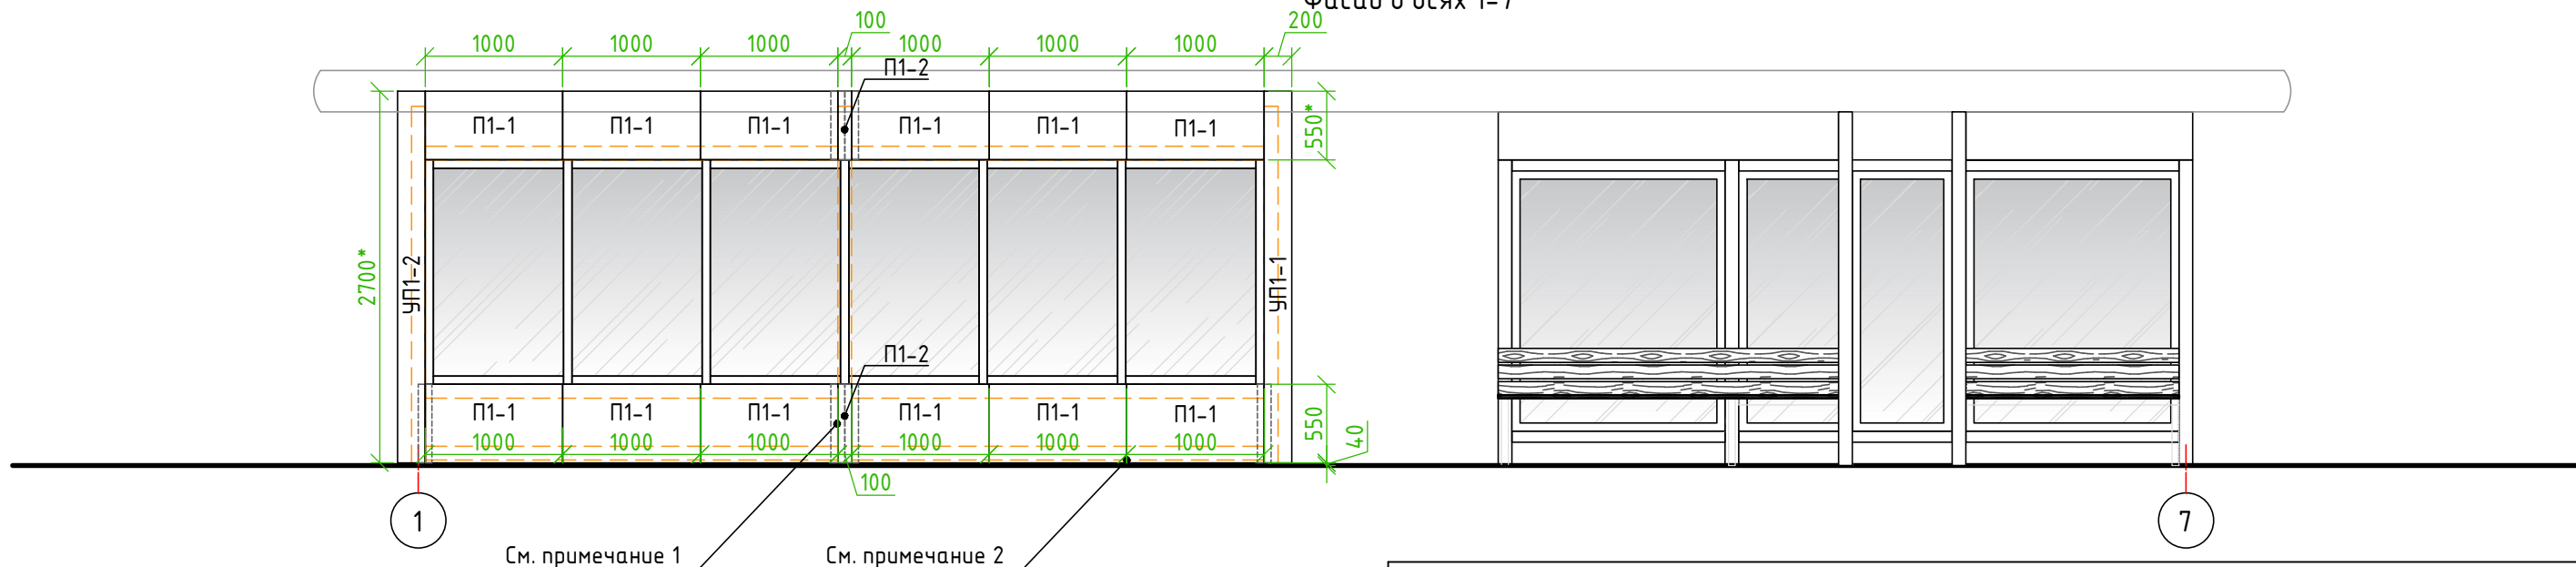 Фасад в осях 1-7
100 200
1000 1000 1000 1000 1000 1000
П1-2
П1-1 П1-1 П1-1 П1-1 П1-1 П1-1
550*
2700*
УП1-2
УП1-1
П1-2
П1-1 П1-1 П1-1 П1-1 П1-1 П1-1
550
40
1000 1000 1000 1000 1000 1000
100
1 7
См. примечание 1 См. примечание 2